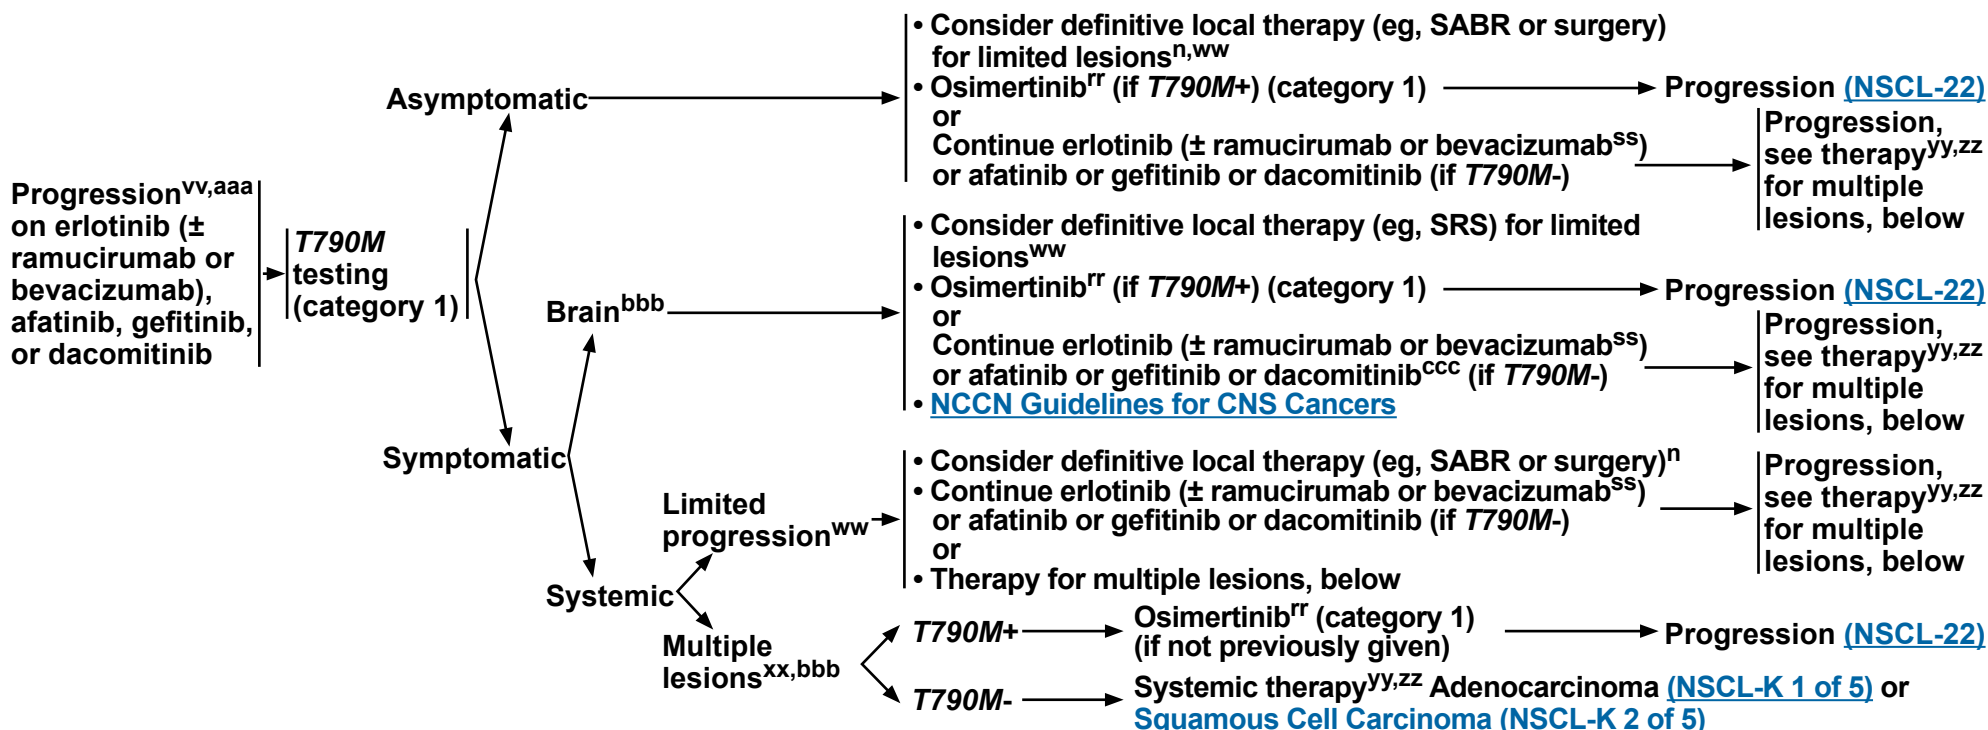 Progressionvv,aaa
on erlotinib (±
ramucirumab or
bevacizumab),
afatinib, gefitinib,
or dacomitinib
T790M
testing
(category 1)
Asymptomatic
• Consider definitive local therapy (eg, SABR or surgery)
for limited lesionsn,ww
• Osimertinibrr (if T790M+) (category 1)
or
Continue erlotinib (± ramucirumab or bevacizumabss)
or afatinib or gefitinib or dacomitinib (if T790M-)
Progression (NSCL-22)
Progression,
see therapyyy,zz
for multiple
lesions, below
Symptomatic
Brainbbb
• Consider definitive local therapy (eg, SRS) for limited
lesionsww
• Osimertinibrr (if T790M+) (category 1)
or
Continue erlotinib (± ramucirumab or bevacizumabss)
or afatinib or gefitinib or dacomitinibccc (if T790M-)
• NCCN Guidelines for CNS Cancers
Progression (NSCL-22)
Progression,
see therapyyy,zz
for multiple
lesions, below
Systemic
Limited
progressionww
• Consider definitive local therapy (eg, SABR or surgery)n
• Continue erlotinib (± ramucirumab or bevacizumabss)
or afatinib or gefitinib or dacomitinib (if T790M-)
or
• Therapy for multiple lesions, below
Progression,
see therapyyy,zz
for multiple
lesions, below
Multiple
lesionsxx,bbb
T790M+
Osimertinibrr (category 1)
(if not previously given)
Progression (NSCL-22)
T790M-
Systemic therapyyy,zz Adenocarcinoma (NSCL-K 1 of 5) or
Squamous Cell Carcinoma (NSCL-K 2 of 5)